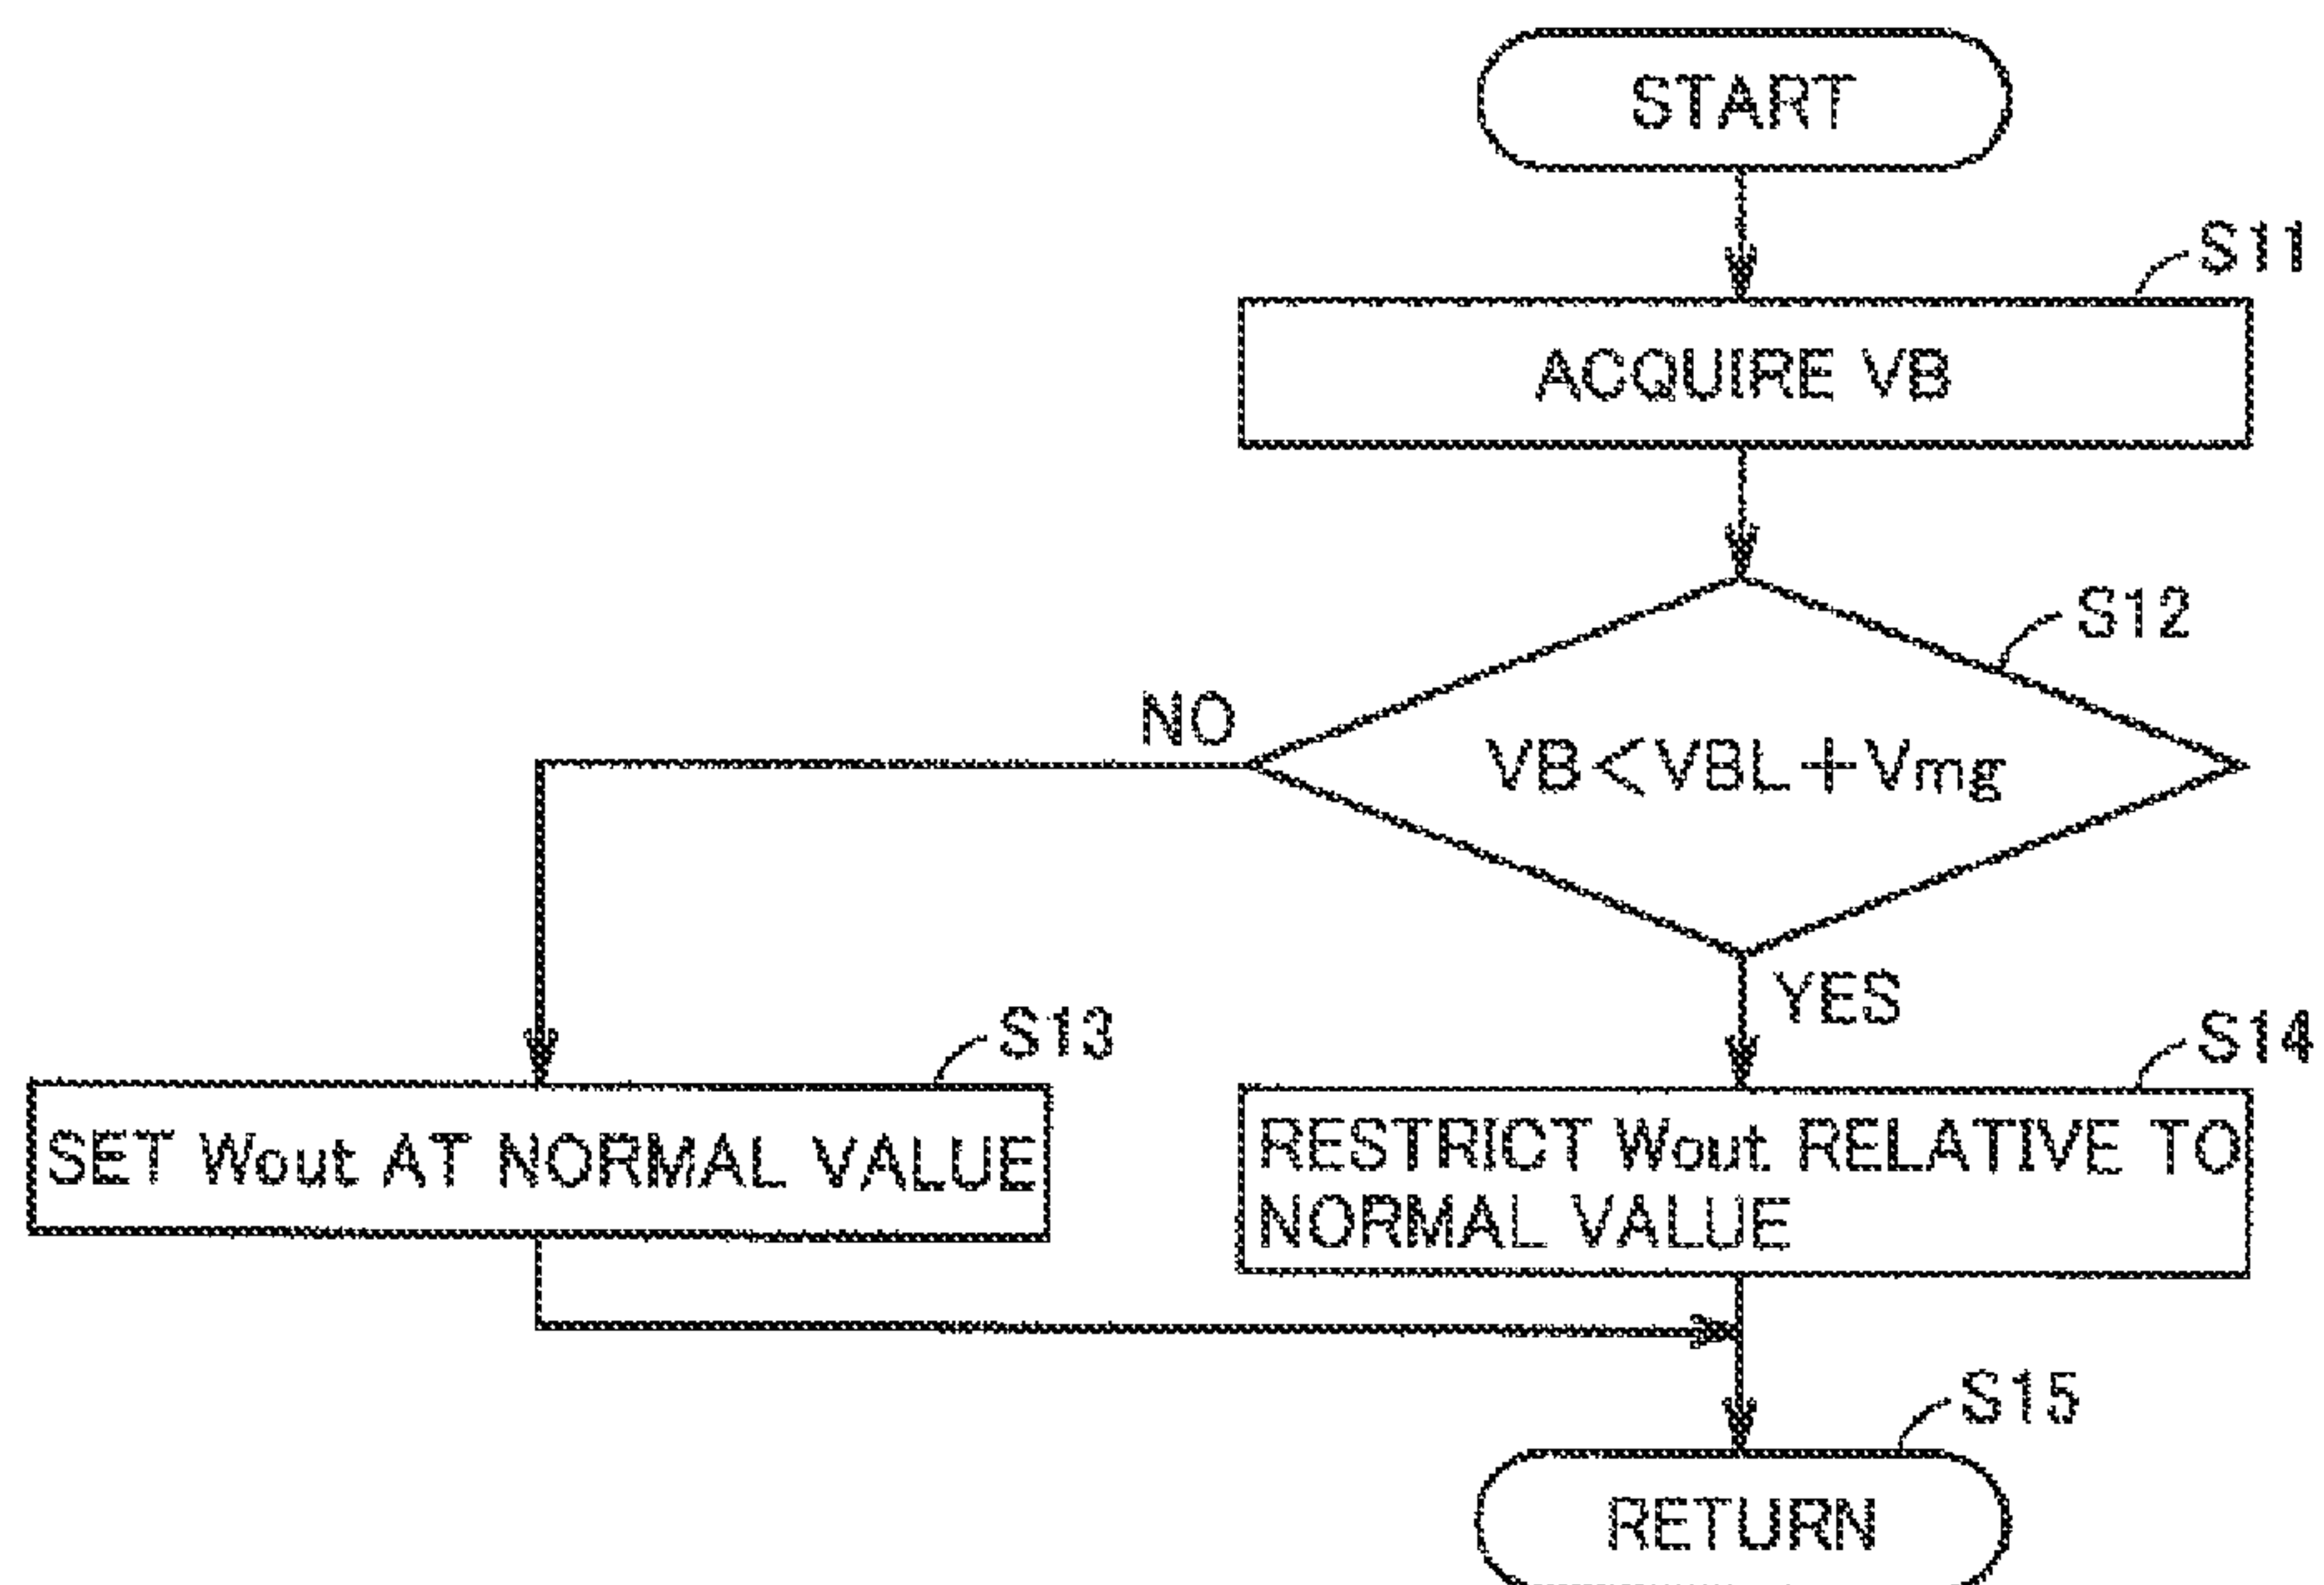 START
S11
ACQUIRE VB
S12
NO
VB<VBL+Vmg
YES
S13
S14
SET Wout AT NORMAL VALUE
RESTRICT Wout RELATIVE TO
NORMAL VALUE
S15
RETURN